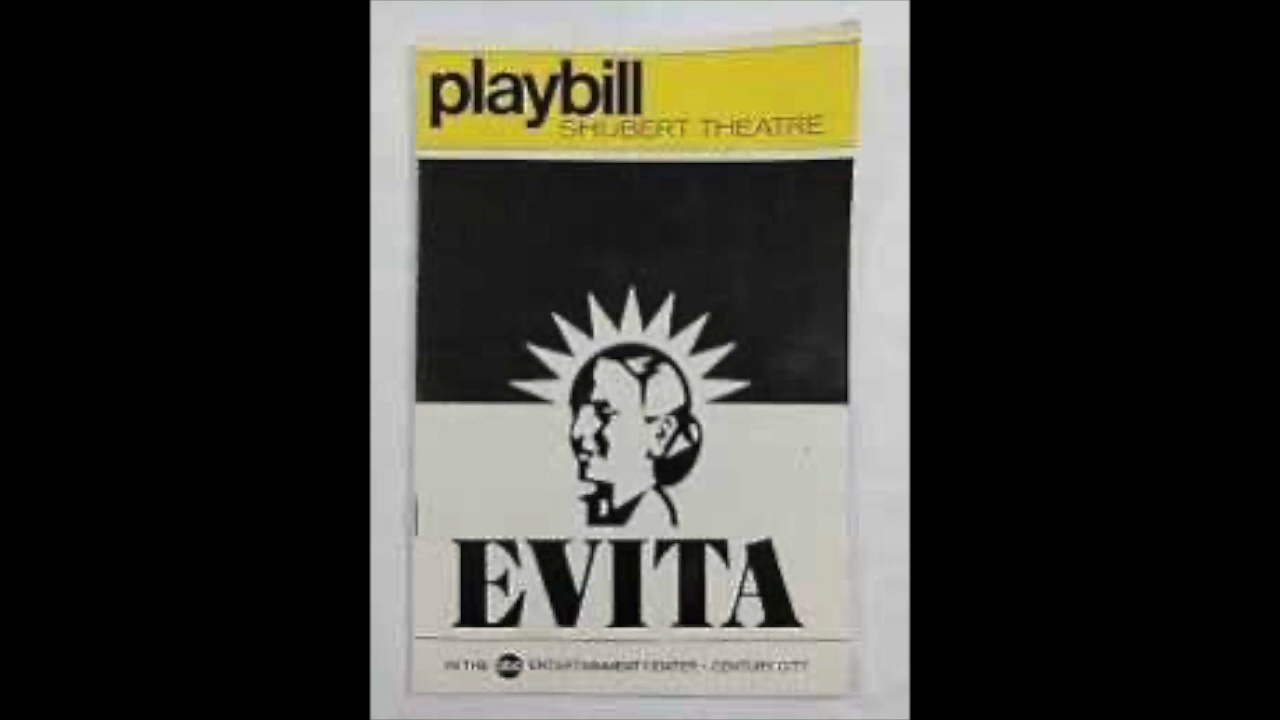 playbill
SHUBERT THEATRE
EVITA
IN THE abc ENTERTAINMENT CENTER • CENTURY CITY